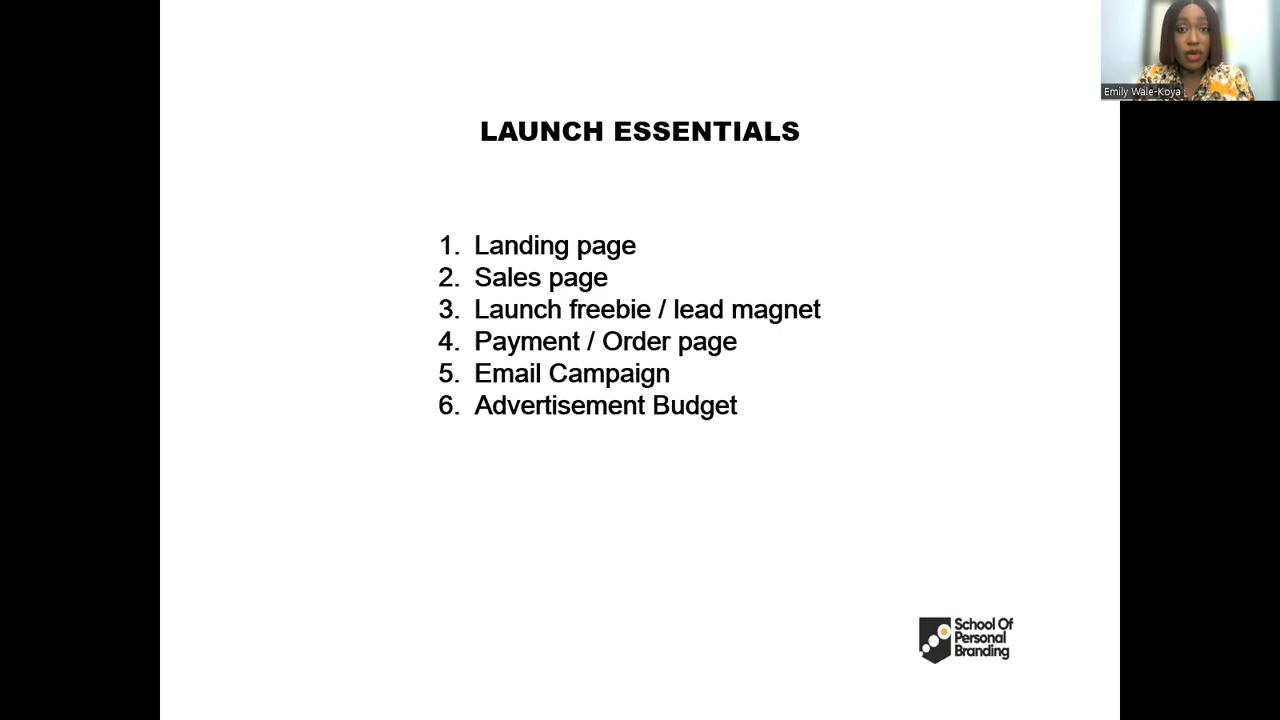 Emily Wale-Koya
LAUNCH ESSENTIALS
1. Landing page
2. Sales page
3. Launch freebie / lead magnet
4. Payment / Order page
5. Email Campaign
6. Advertisement Budget
School Of
Personal
Branding